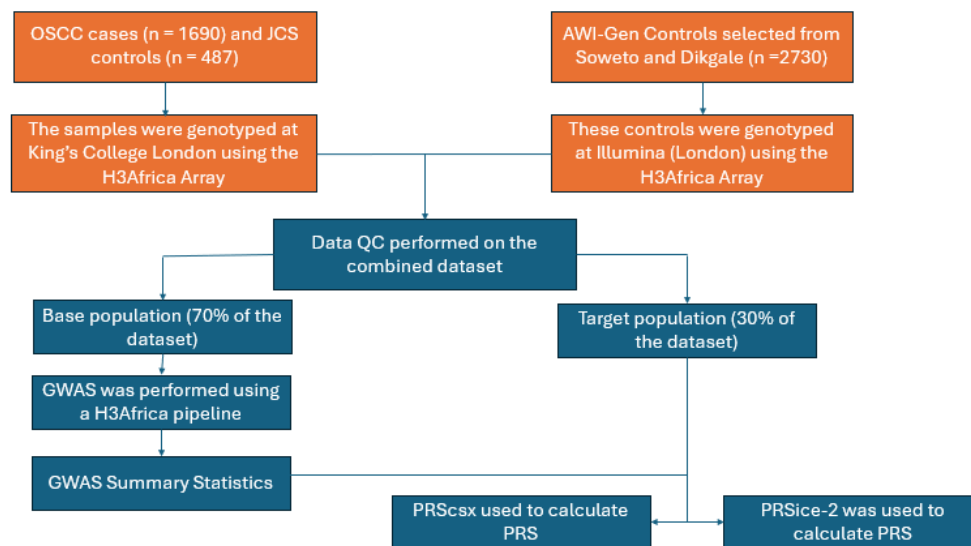 OSCC cases (n = 1690) and JCS
controls (n = 487)
AWI-Gen Controls selected from
Soweto and Dikgale (n =2730)
The samples were genotyped at
King's College London using the
H3Africa Array
These controls were genotyped
at Illumina (London) using the
H3Africa Array
Data QC performed on the
combined dataset
Base population (70% of the
dataset)
Target population (30% of
the dataset)
GWAS was performed using
a H3Africa pipeline
GWAS Summary Statistics
PRScsx used to calculate
PRS
PRSice-2 was used to
calculate PRS